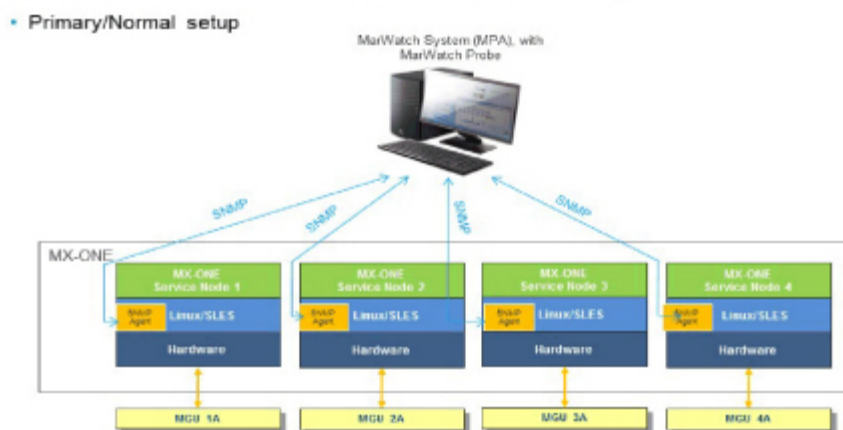 • Primary/Normal setup
MarWatch System (MPA), with
MarWatch Probe
SNMP
SNMP
SNMP
SNMP
MX-ONE
MX-ONE
Service Node 1
MX-ONE
Service Node 2
MX-ONE
Service Node 3
MX-ONE
Service Node 4
SNMP
Agent
Linux/SLES
SNMP
Agent
Linux/SLES
SNMP
Agent
Linux/SLES
SNMP
Agent
Linux/SLES
Hardware
Hardware
Hardware
Hardware
MGU 1A
MGU 2A
MGU 3A
MGU 4A